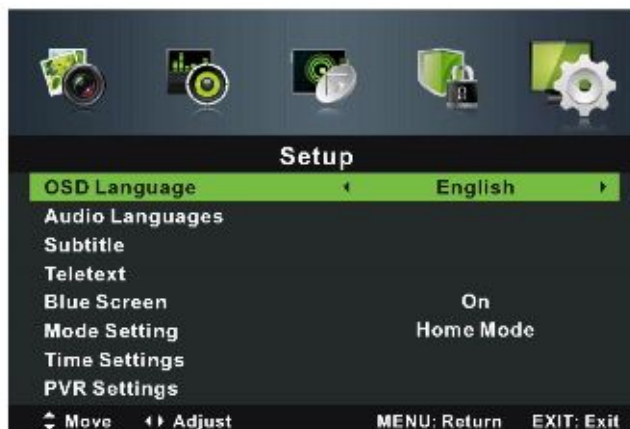 Setup
OSD Language English
Audio Languages
Subtitle
Teletext
Blue Screen On
Mode Setting Home Mode
Time Settings
PVR Settings
Move Adjust MENU: Return EXIT: Exit